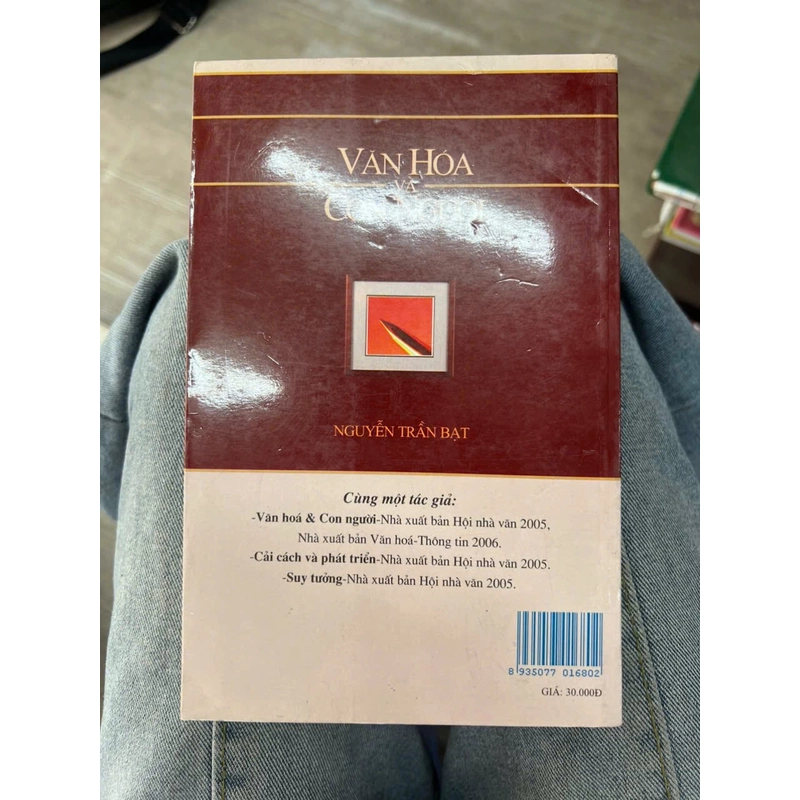 VĂN HÓA
VÀ
CON NGƯỜI
NGUYỄN TRẦN BẠT
Cùng một tác giả:
-Văn hoá & Con người-Nhà xuất bản Hội nhà văn 2005,
Nhà xuất bản Văn hoá-Thông tin 2006.
-Cải cách và phát triển-Nhà xuất bản Hội nhà văn 2005.
-Suy tưởng-Nhà xuất bản Hội nhà văn 2005.
8 935077 016802
GIÁ: 30.000Đ